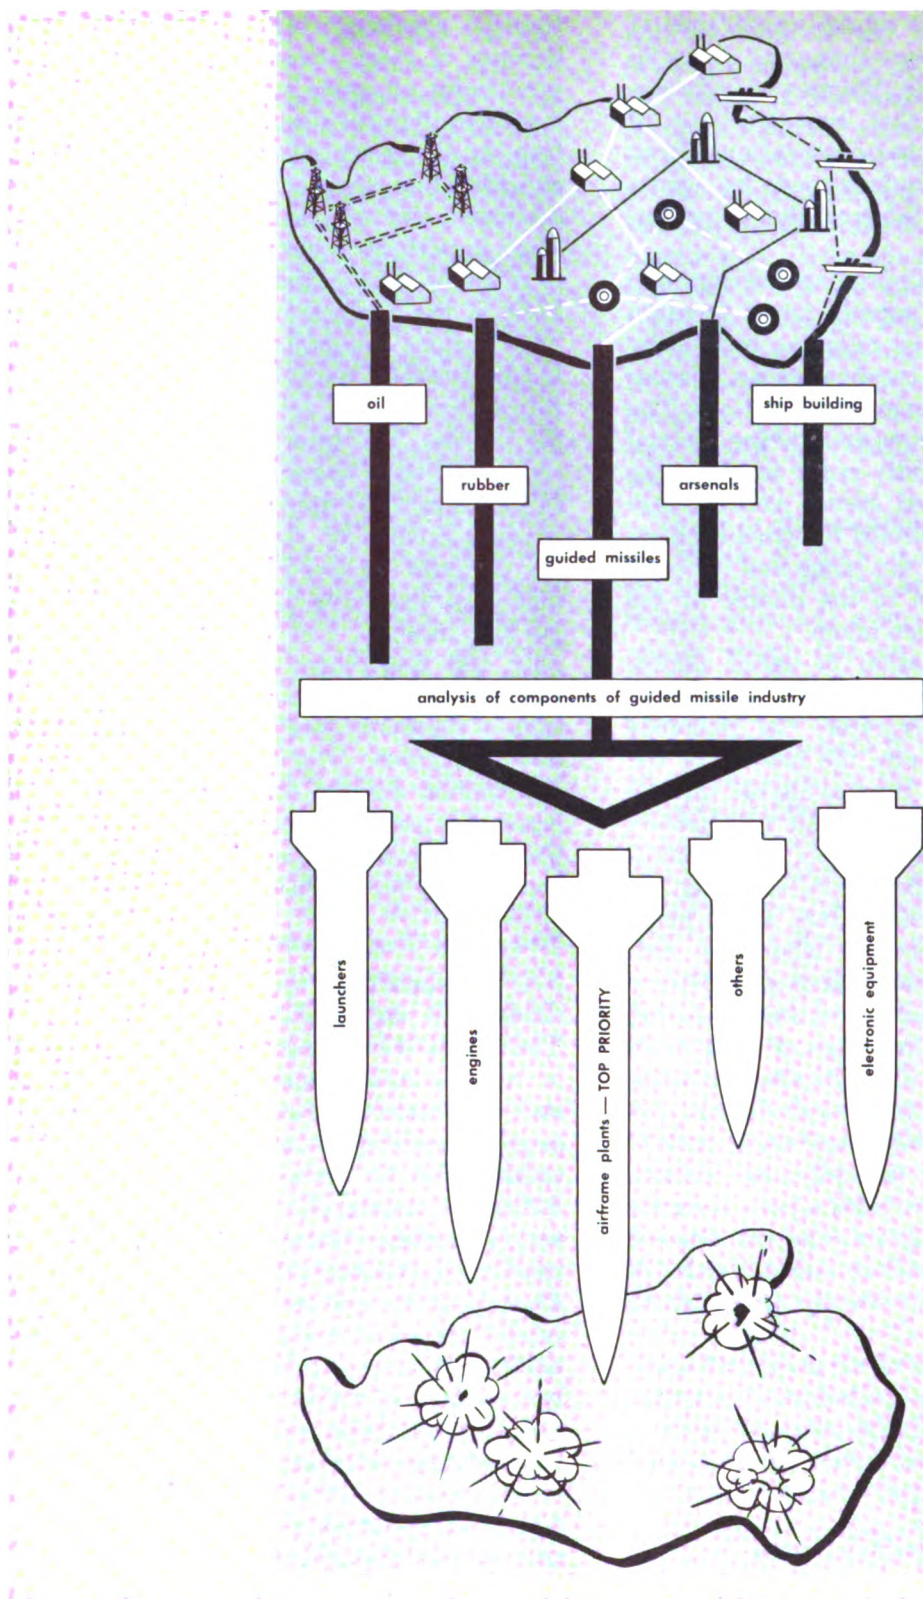 oil
ship building
rubber
arsenals
guided missiles
analysis of components of guided missile industry
launchers
engines
airframe plants — TOP PRIORITY
others
electronic equipment